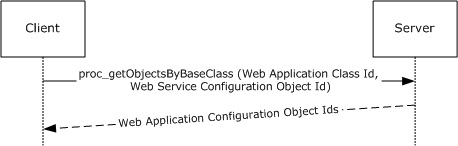 Client
Server
proc_getObjectsByBaseClass (Web Application Class Id,
Web Service Configuration Object Id)
Web Application Configuration Object Ids